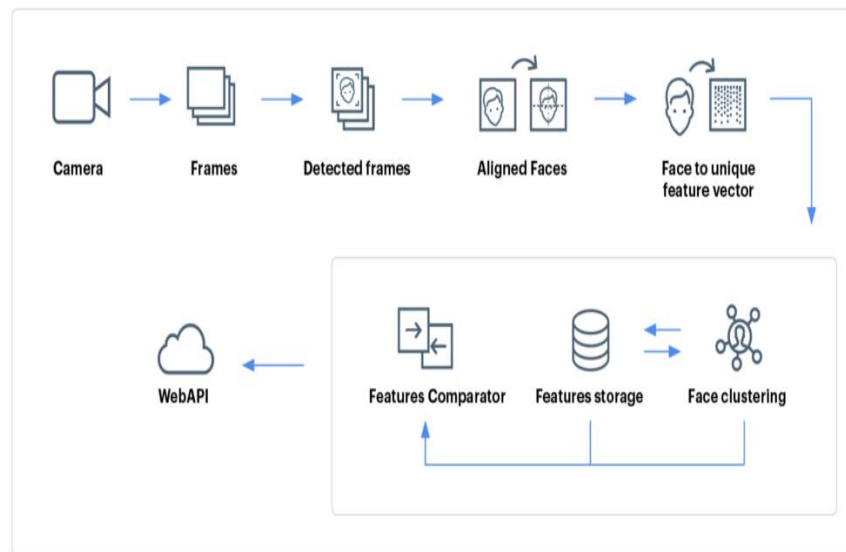 Camera
Frames
Detected frames
Aligned Faces
Face to unique
feature vector
WebAPI
Features Comparator
Features storage
Face clustering